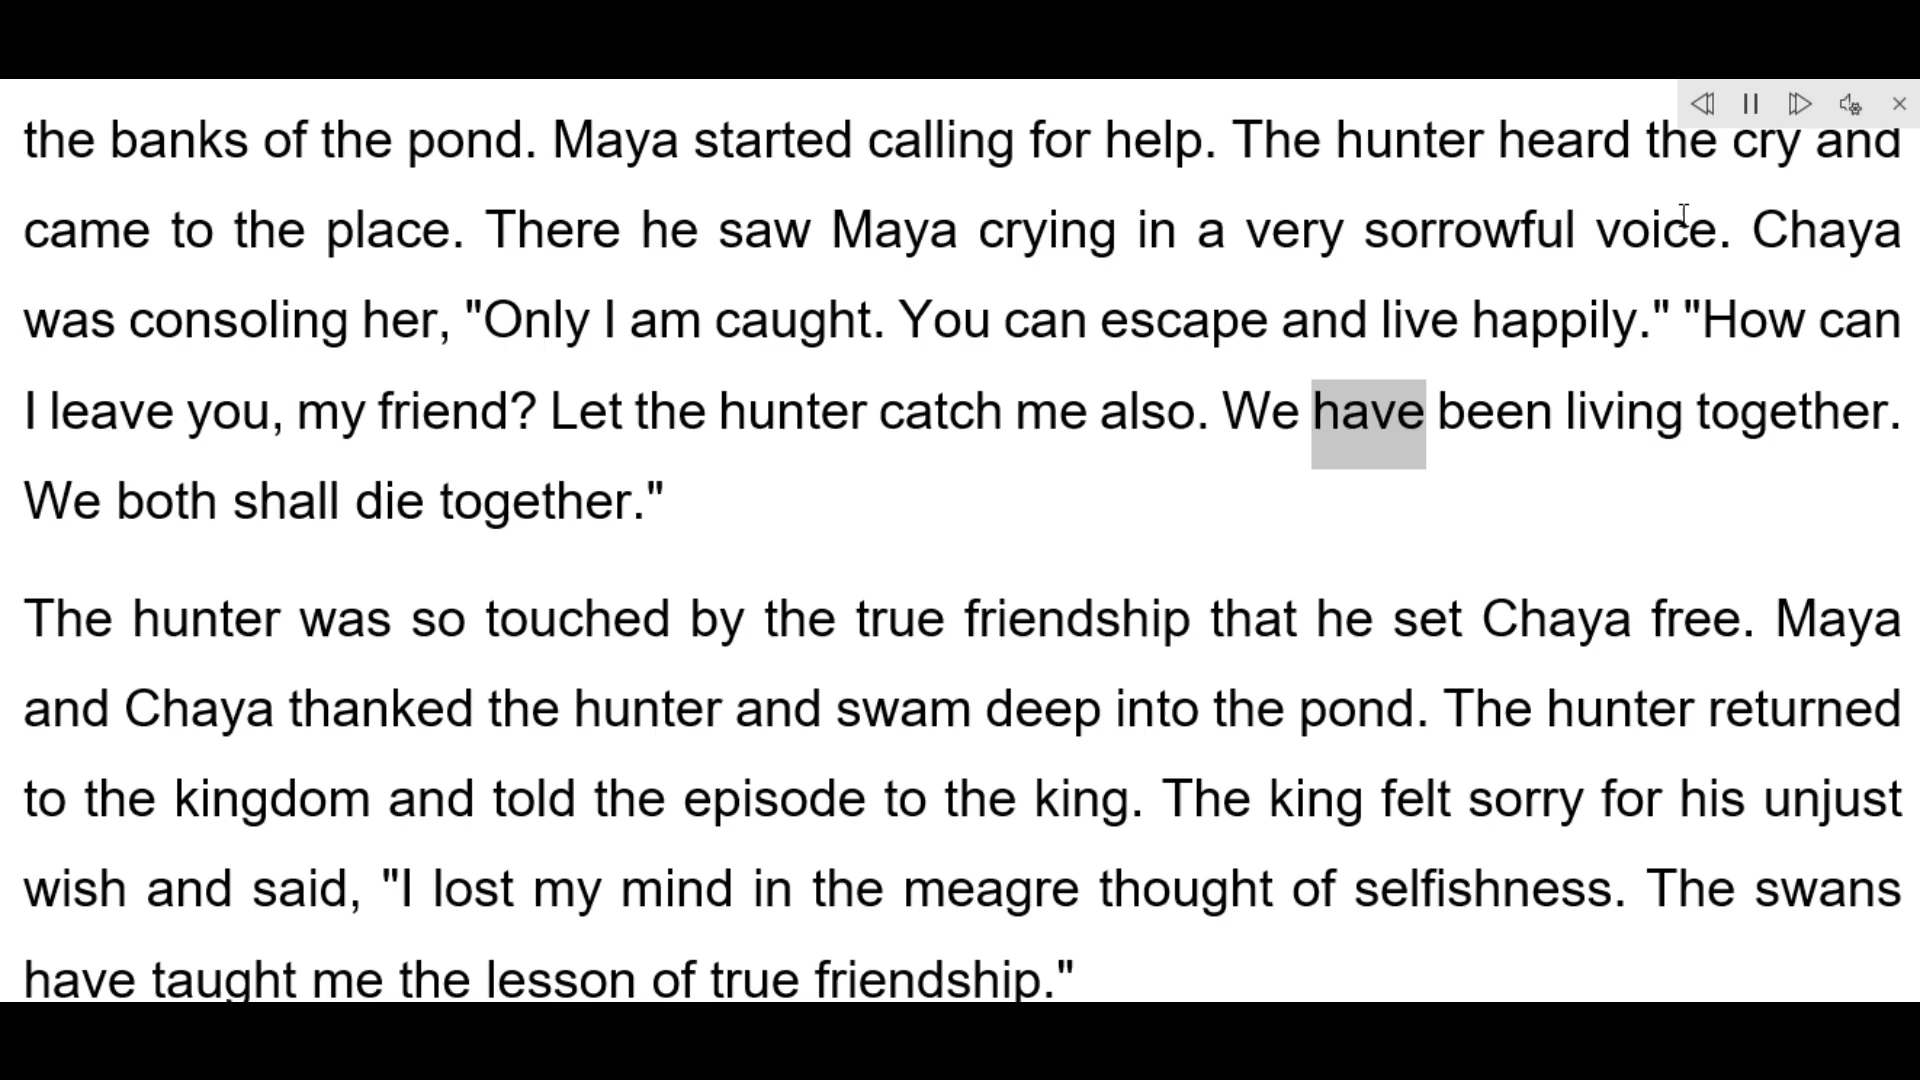 the banks of the pond. Maya started calling for help. The hunter heard the cry and
came to the place. There he saw Maya crying in a very sorrowful voice. Chaya
was consoling her, "Only I am caught. You can escape and live happily." "How can
I leave you, my friend? Let the hunter catch me also. We have been living together.
We both shall die together."
The hunter was so touched by the true friendship that he set Chaya free. Maya
and Chaya thanked the hunter and swam deep into the pond. The hunter returned
to the kingdom and told the episode to the king. The king felt sorry for his unjust
wish and said, "I lost my mind in the meagre thought of selfishness. The swans
have taught me the lesson of true friendship."